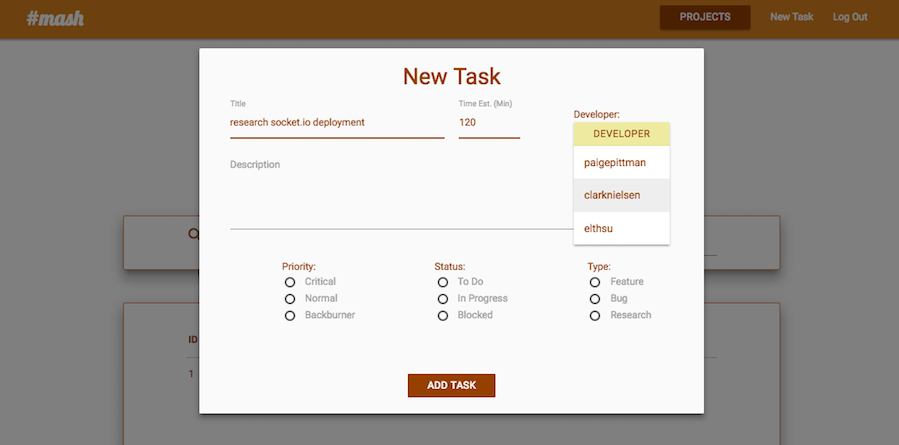 #mash
PROJECTS
New Task
Log Out
New Task
Title
Time Est. (Min)
Developer:
research socket.io deployment
120
DEVELOPER
Description
paigepittman
clarknielsen
elthsu
Priority:
Status:
Type:
Critical
To Do
Feature
Normal
In Progress
Bug
Backburner
Blocked
Research
ID
1
ADD TASK